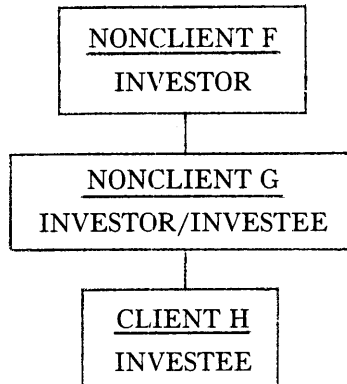 NONCLIENT F
INVESTOR
NONCLIENT G
INVESTOR/INVESTEE
CLIENT H
INVESTEE